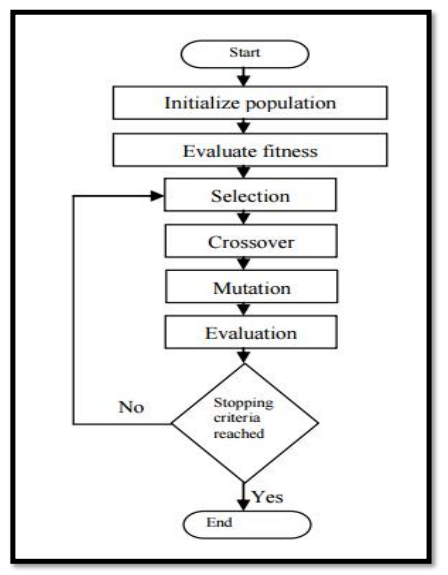 Start
Initialize population
Evaluate fitness
Selection
Crossover
Mutation
Evaluation
Stopping
criteria
reached
No
Yes
End